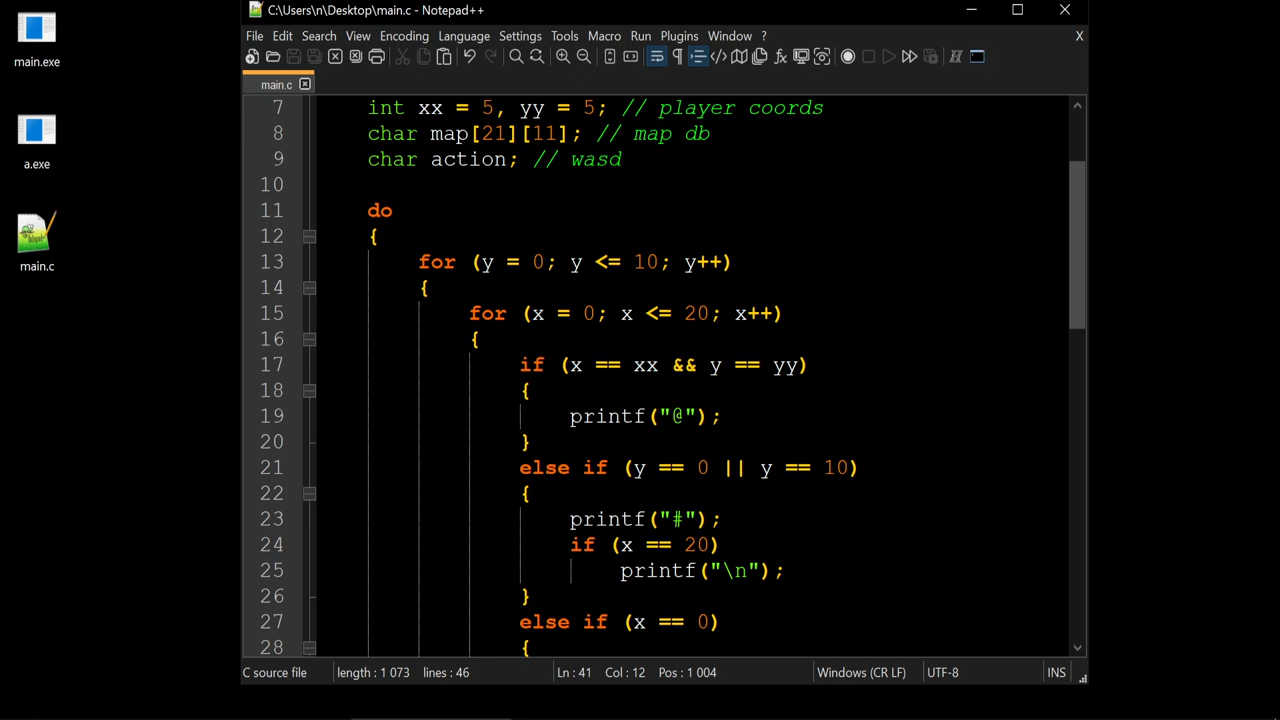 main.exe
a.exe
main.c
C:\Users\n\Desktop\main.c - Notepad++
File Edit Search View Encoding Language Settings Tools Macro Run Plugins Window ? X
main.c
7 int xx = 5, yy = 5; // player coords
8 char map[21][11]; // map db
9 char action; // wasd
10
11 do
12 {
13 for (y = 0; y <= 10; y++)
14 {
15 for (x = 0; x <= 20; x++)
16 {
17 if (x == xx && y == yy)
18 {
19 printf("@");
20 }
21 else if (y == 0 || y == 10)
22 {
23 printf("#");
24 if (x == 20)
25 printf("\n");
26 }
27 else if (x == 0)
28 {
C source file length : 1 073 lines : 46 Ln : 41 Col : 12 Pos : 1 004 Windows (CR LF) UTF-8 INS